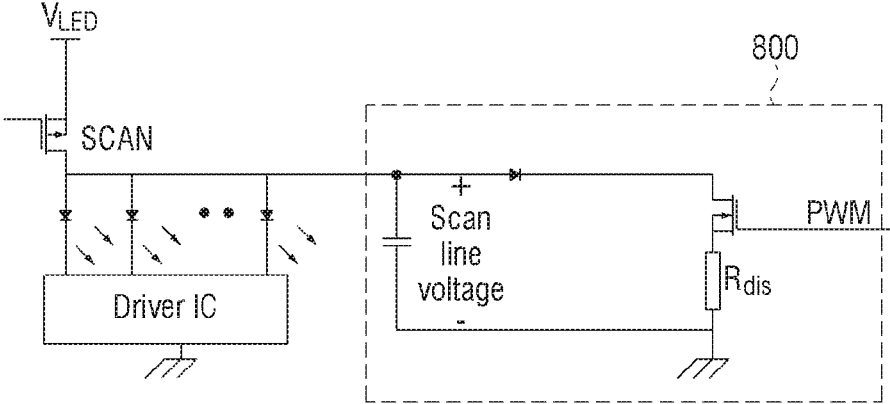 VLED
800
SCAN
+
Scan
line
voltage
-
PWM
Rdis
Driver IC